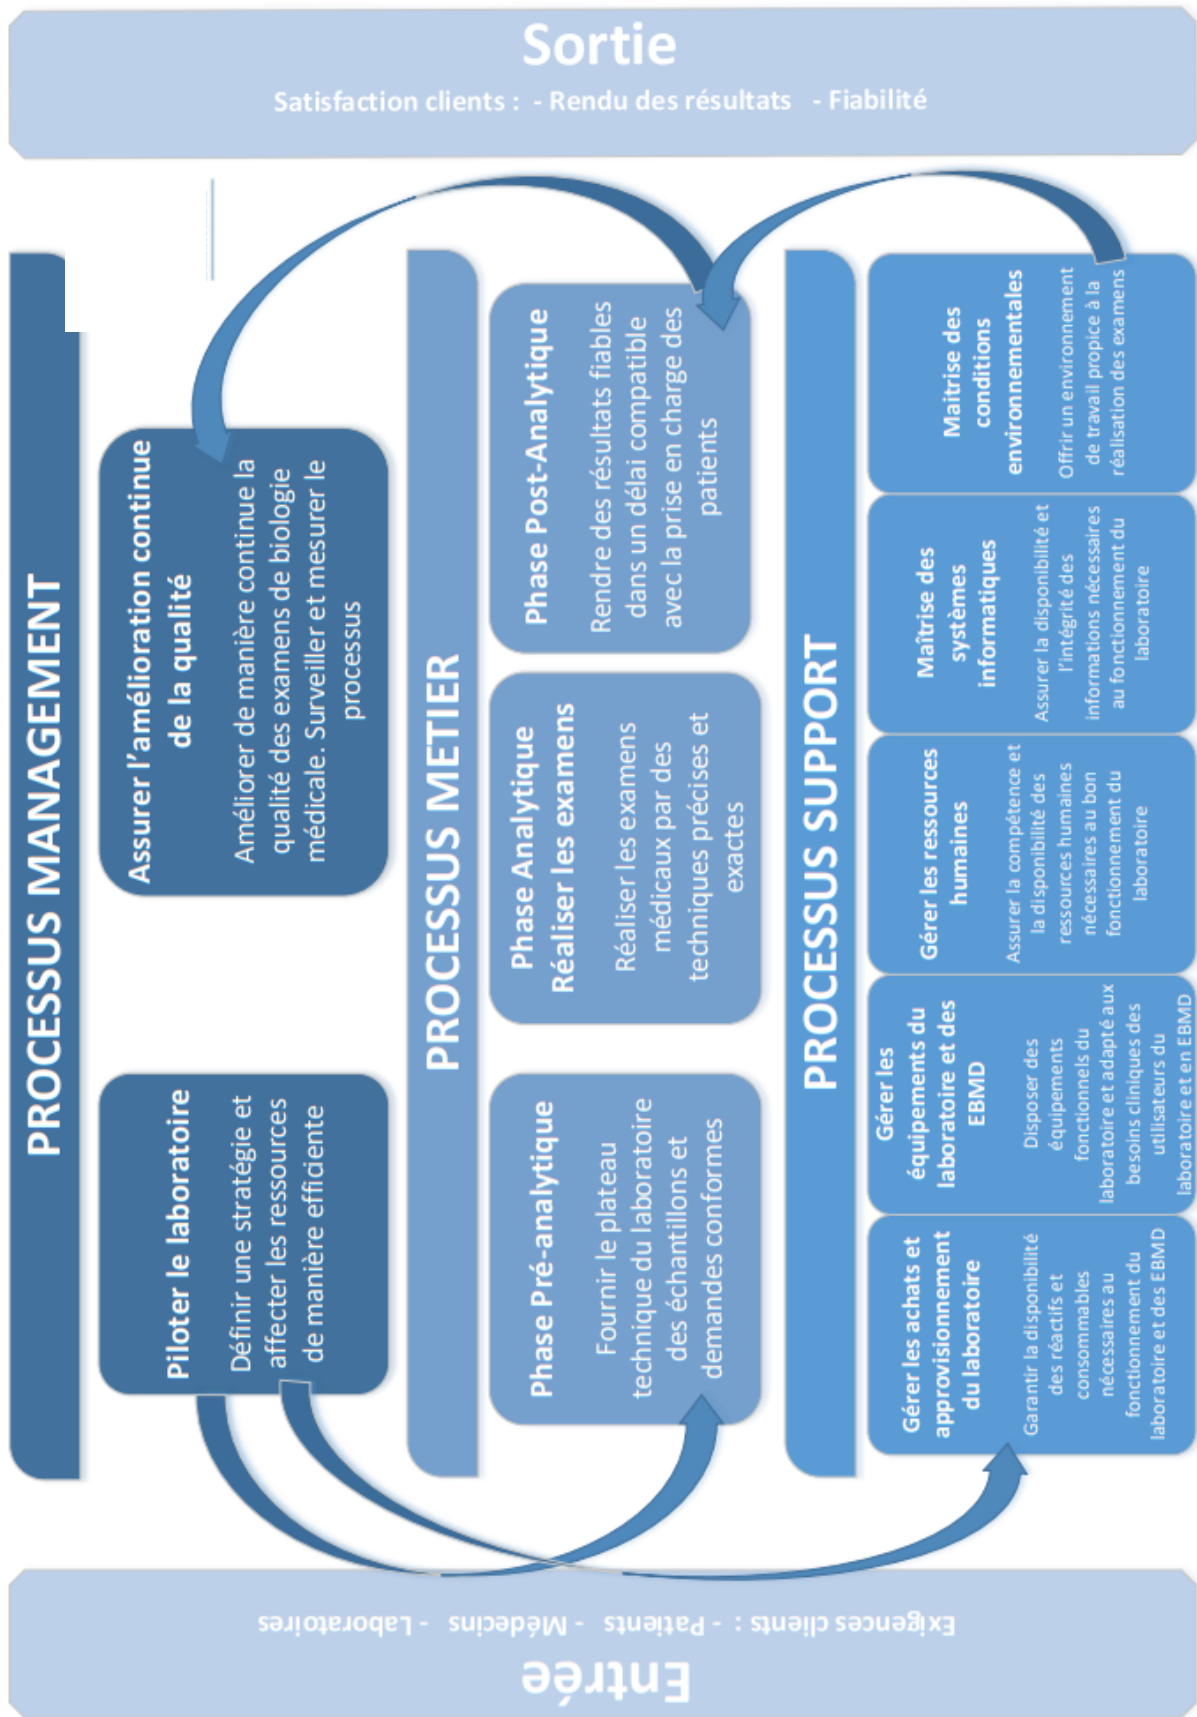 Sortie
Satisfaction clients :  - Rendu des résultats   - Fiabilité
PROCESSUS MANAGEMENT
Piloter le laboratoire
Définir une stratégie et
affecter les ressources
de manière efficiente
Assurer l'amélioration continue
de la qualité
Améliorer de manière continue la
qualité des examens de biologie
médicale. Surveiller et mesurer le
processus
PROCESSUS METIER
Phase Pré-analytique
Fournir le plateau
technique du laboratoire
des échantillons et
demandes conformes
Phase Analytique
Réaliser les examens
Réaliser les examens
médicaux par des
techniques précises et
exactes
Phase Post-Analytique
Rendre des résultats fiables
dans un délai compatible
avec la prise en charge des
patients
PROCESSUS SUPPORT
Gérer les achats et
approvisionnement
du laboratoire
Garantir la disponibilité
des réactifs et
consommables
nécessaires au
fonctionnement du
laboratoire et des EBMD
Gérer les
équipements du
laboratoire et des
EBMD
Disposer des
équipements
fonctionnels du
laboratoire et adapté aux
besoins cliniques des
utilisateurs du
laboratoire et en EBMD
Gérer les ressources
humaines
Assurer la compétence et
la disponibilité des
ressources humaines
nécessaires au bon
fonctionnement du
laboratoire
Maîtrise des
systèmes
informatiques
Assurer la disponibilité et
l'intégrité des
informations nécessaires
au fonctionnement du
laboratoire
Maitrise des
conditions
environnementales
Offrir un environnement
de travail propice à la
réalisation des examens
Entrée
Exigences clients :  - Patients   - Médecins   - Laboratoires